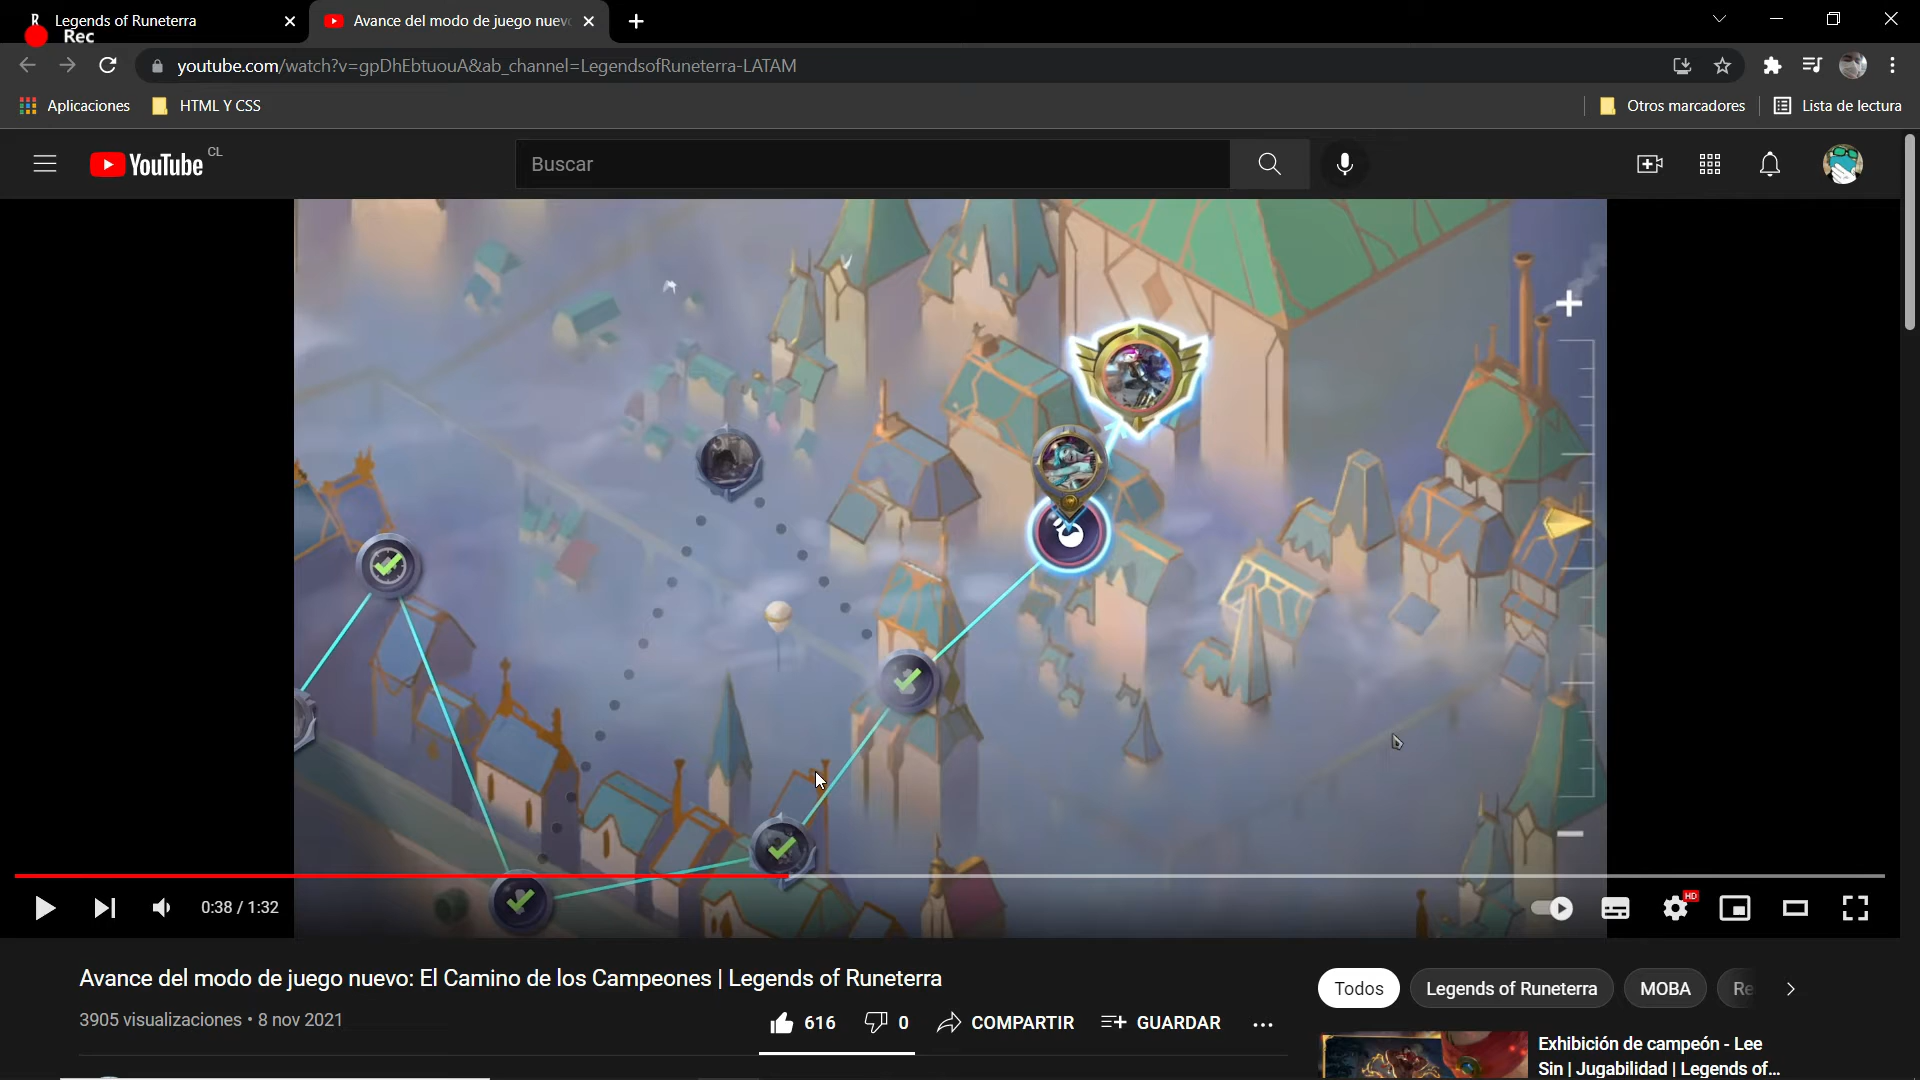 Legends of Runeterra
Avance del modo de juego nuev
Rec
youtube.com/watch?v=gpDhEbtuouA&ab_channel=LegendsofRuneterra-LATAM
Aplicaciones
HTML Y CSS
Otros marcadores
Lista de lectura
YouTube CL
Buscar
0:38 / 1:32
HD
Avance del modo de juego nuevo: El Camino de los Campeones | Legends of Runeterra
3905 visualizaciones • 8 nov 2021
616
0
COMPARTIR
GUARDAR
Todos
Legends of Runeterra
MOBA
Re
Exhibición de campeón - Lee
Sin | Jugabilidad | Legends of...